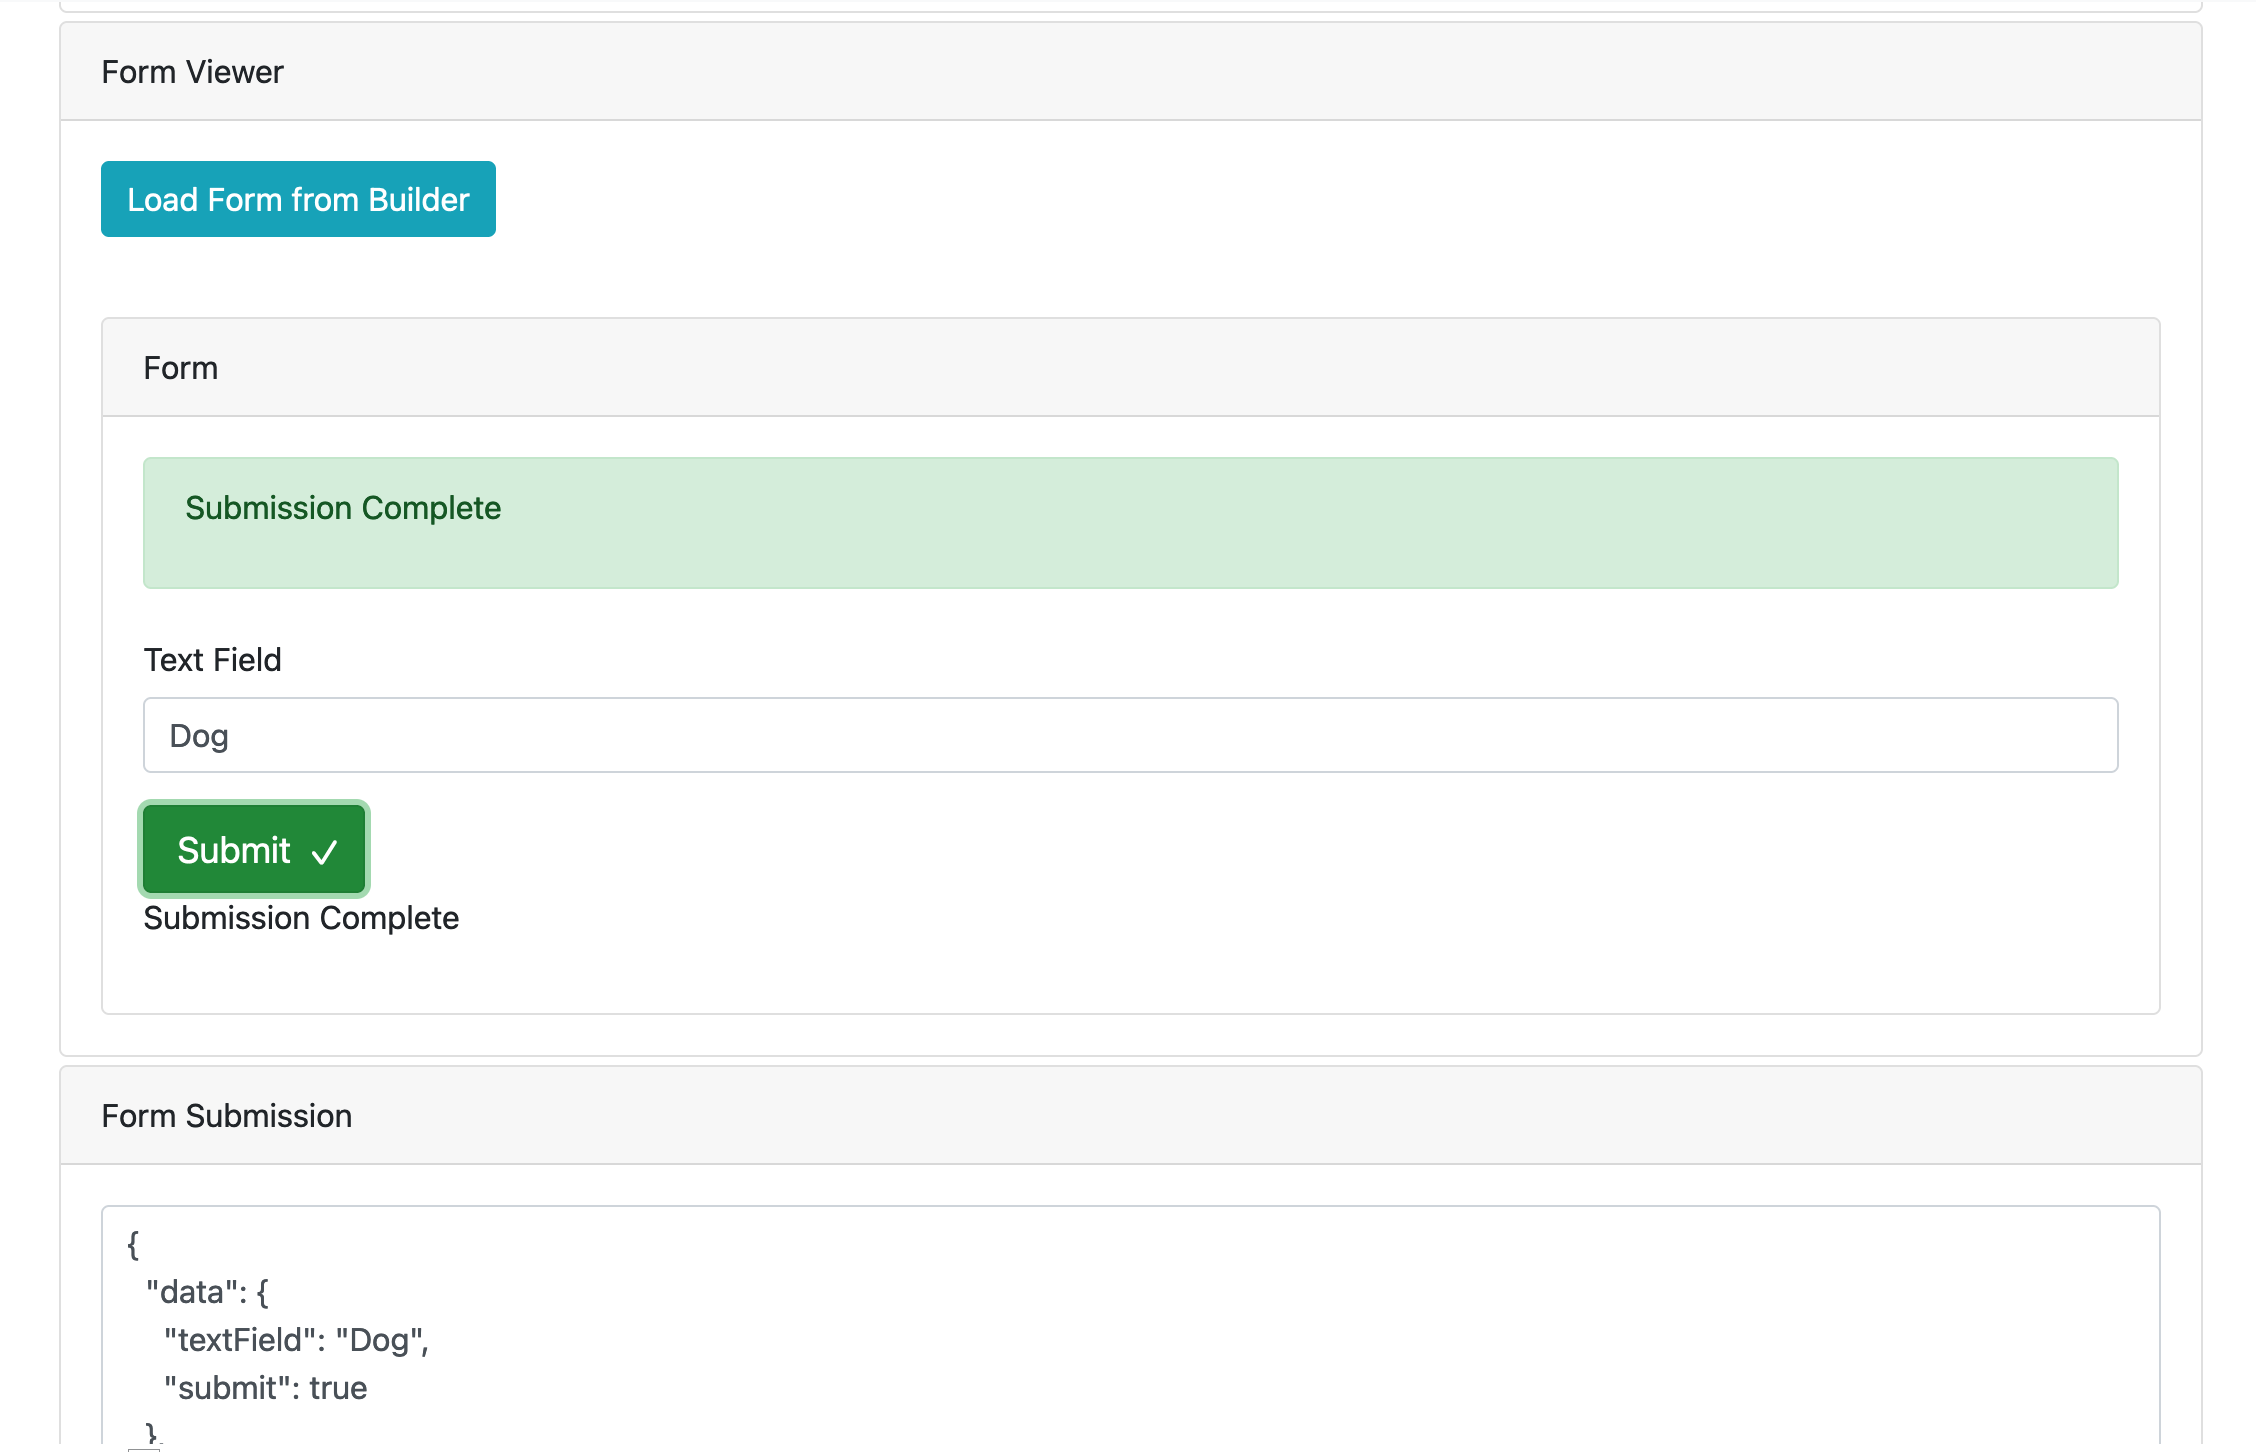 Form Viewer
Load Form from Builder
Form
Submission Complete
Text Field
Dog
Submit
Submission Complete
Form Submission
{
"data": {
"textField": "Dog",
"submit": true
}